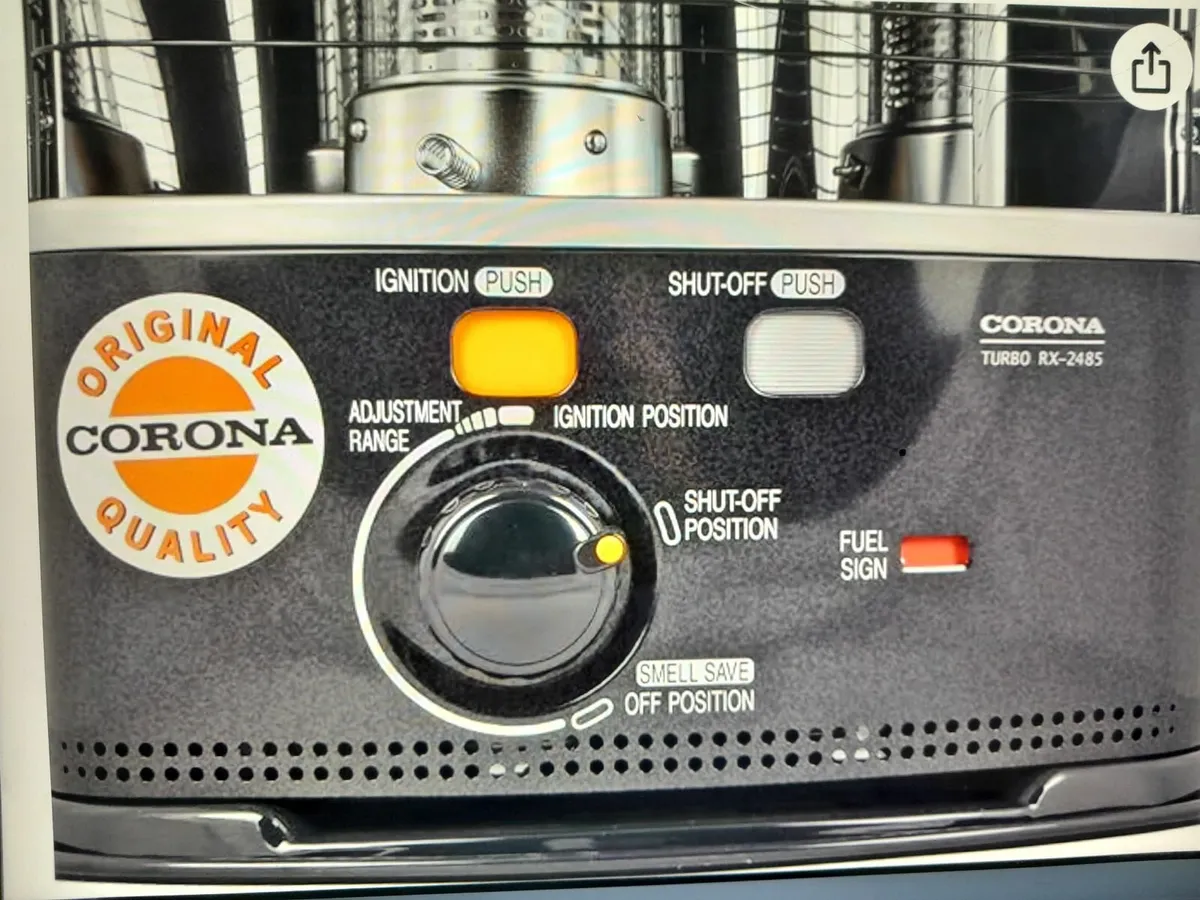 IGNITION PUSH
SHUT-OFF PUSH
ORIGINAL
CORONA
QUALITY
CORONA
TURBO RX-2485
ADJUSTMENT
RANGE
IGNITION POSITION
SHUT-OFF
POSITION
FUEL
SIGN
SMELL SAVE
OFF POSITION